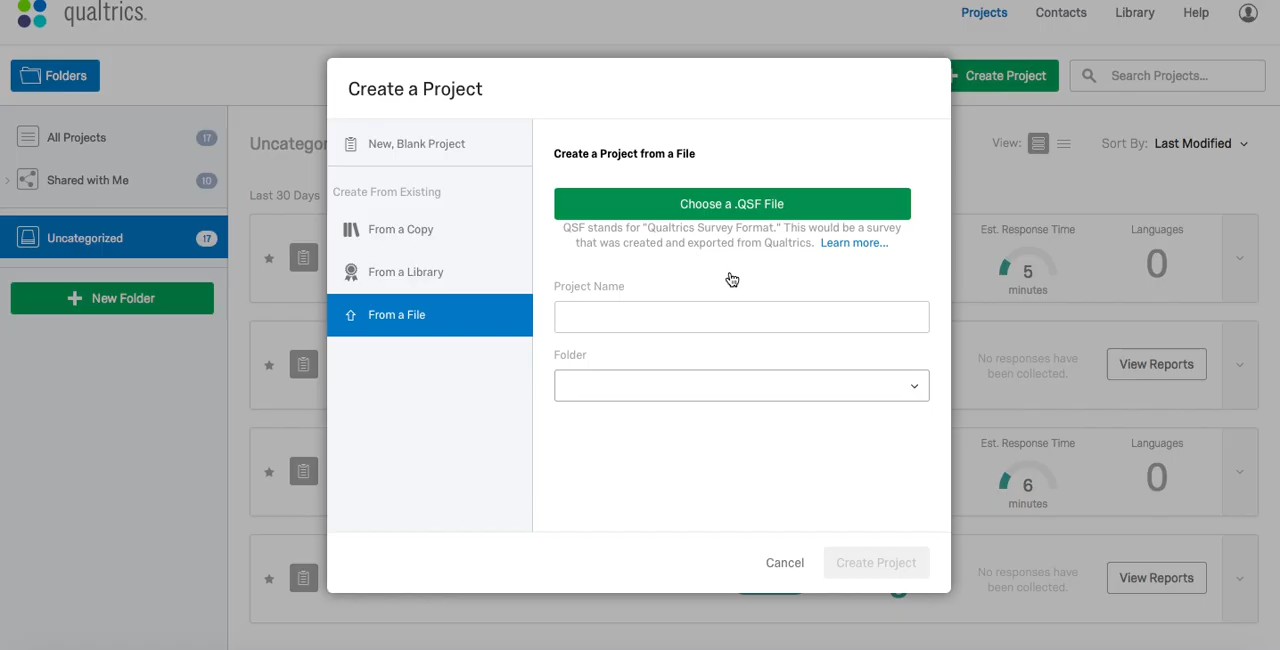 qualtrics.
Projects
Contacts
Library
Help
Folders
Create Project
Search Projects...
All Projects
17
Shared with Me
10
Uncategorized
17
New Folder
Uncategor
View:
Sort By: Last Modified
Last 30 Days
Create a Project
New, Blank Project
Create From Existing
From a Copy
From a Library
From a File
Create a Project from a File
Choose a .QSF File
QSF stands for "Qualtrics Survey Format." This would be a survey
that was created and exported from Qualtrics. Learn more...
Project Name
Folder
Cancel
Create Project
Est. Response Time
Languages
5
0
minutes
No responses have
been collected.
View Reports
Est. Response Time
Languages
6
0
minutes
No responses have
been collected.
View Reports